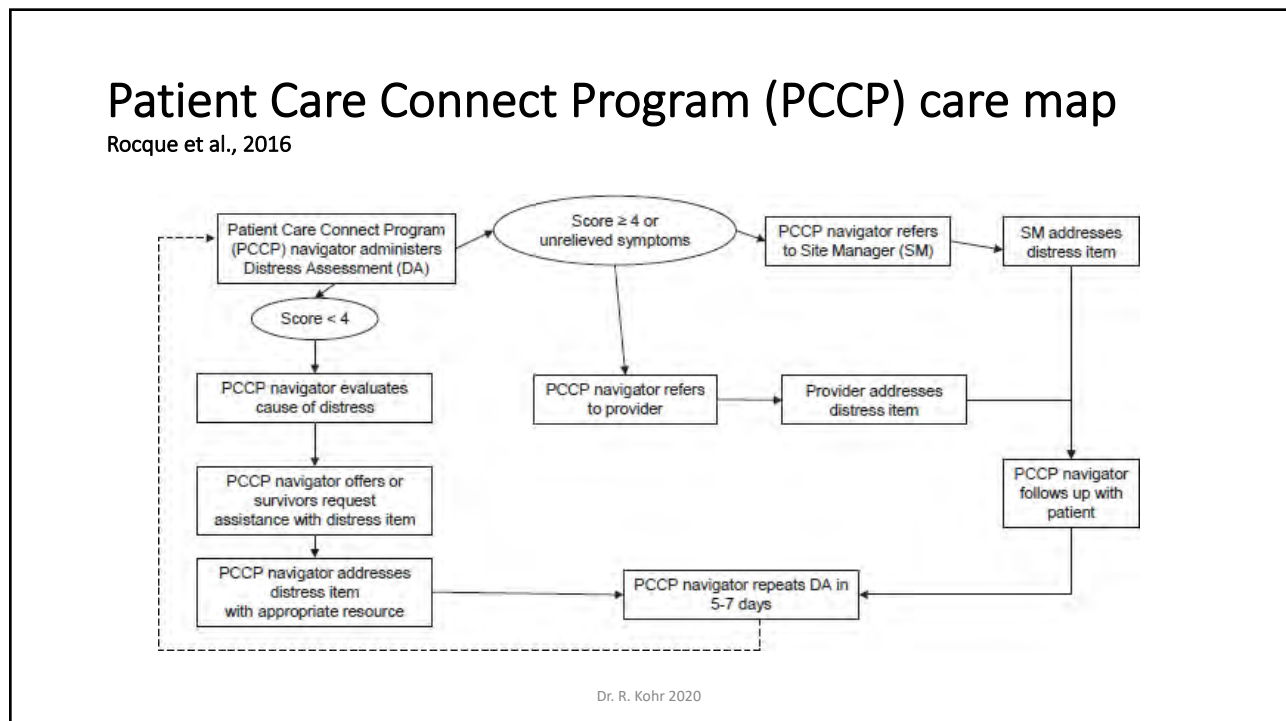 Patient Care Connect Program (PCCP) care map
Rocque et al., 2016
Patient Care Connect Program
(PCCP) navigator administers
Distress Assessment (DA)
Score ≥ 4 or
unrelieved symptoms
PCCP navigator refers
to Site Manager (SM)
SM addresses
distress item
Score < 4
PCCP navigator evaluates
cause of distress
PCCP navigator refers
to provider
Provider addresses
distress item
PCCP navigator offers or
survivors request
assistance with distress item
PCCP navigator
follows up with
patient
PCCP navigator addresses
distress item
with appropriate resource
PCCP navigator repeats DA in
5-7 days
Dr. R. Kohr 2020